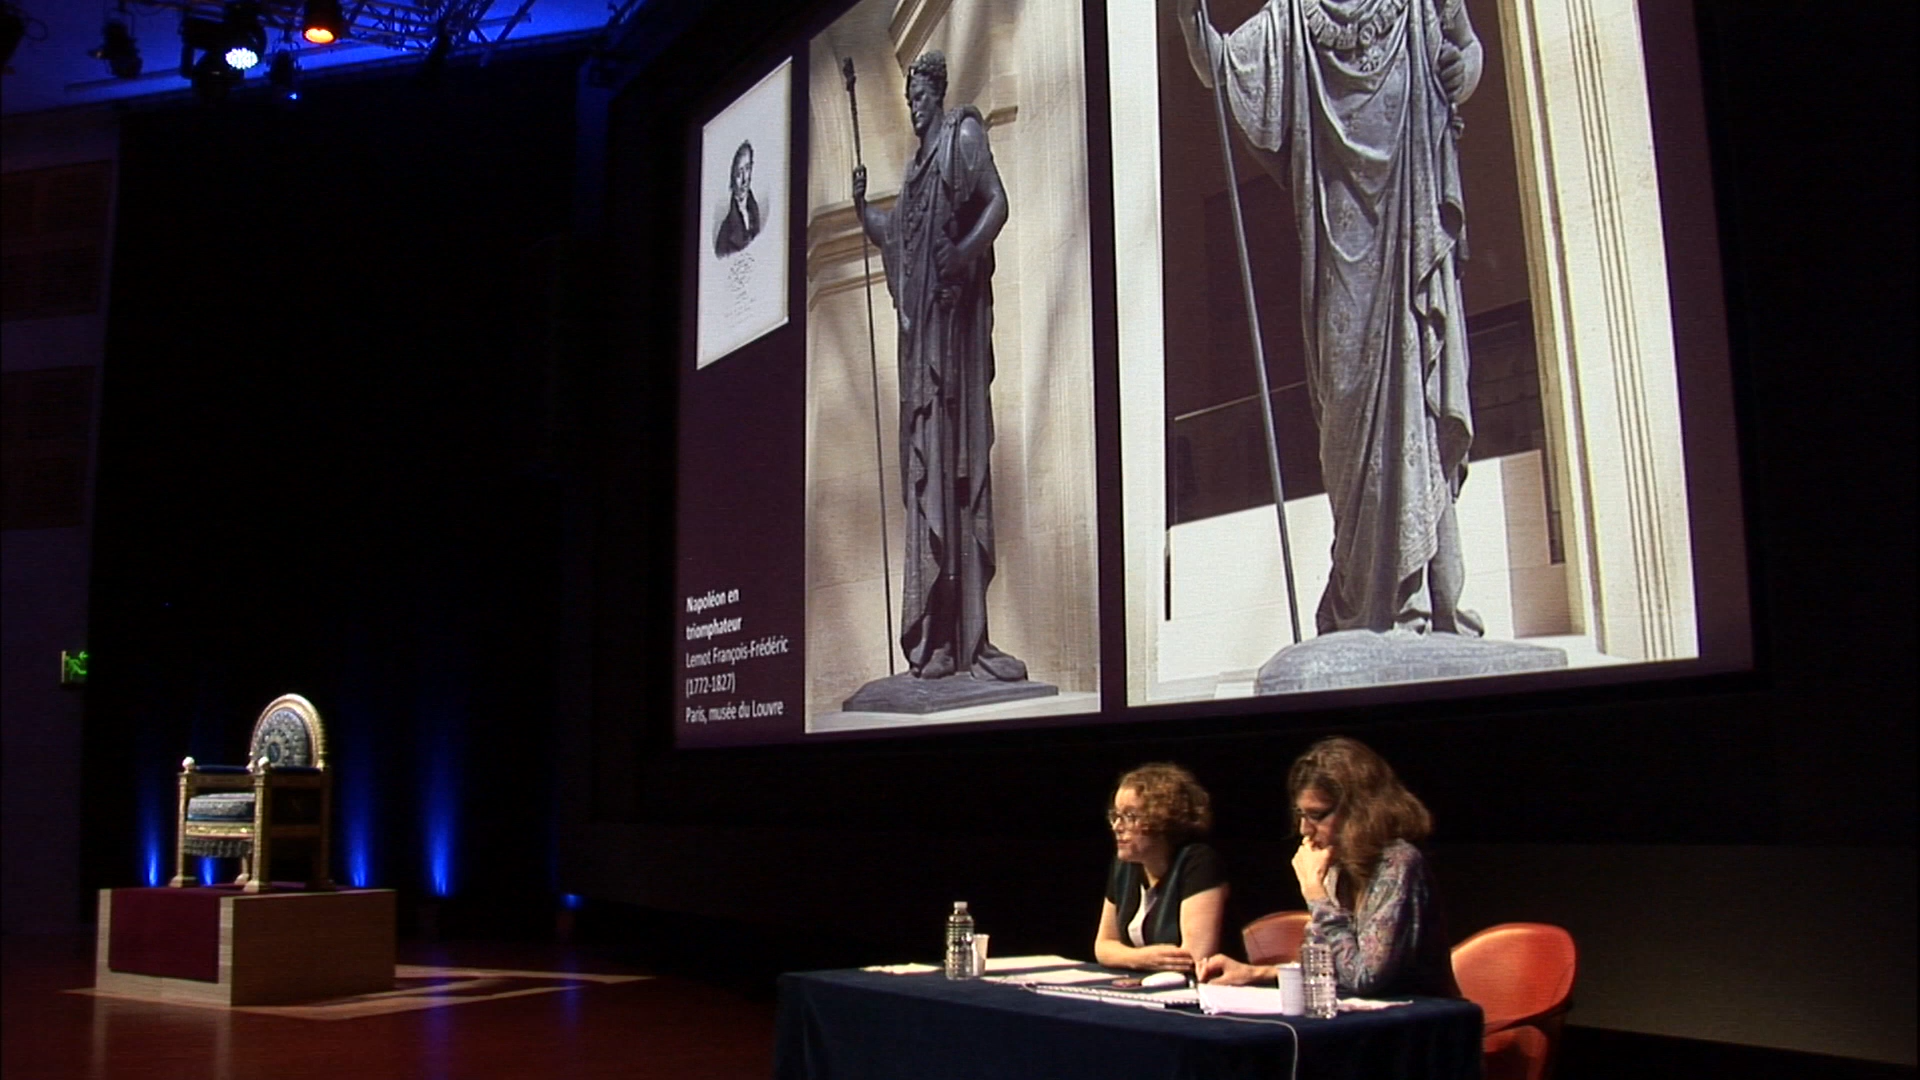 Napoléon en
triomphateur
Lemot François-Frédéric
(1772-1827)
Paris, musée du Louvre